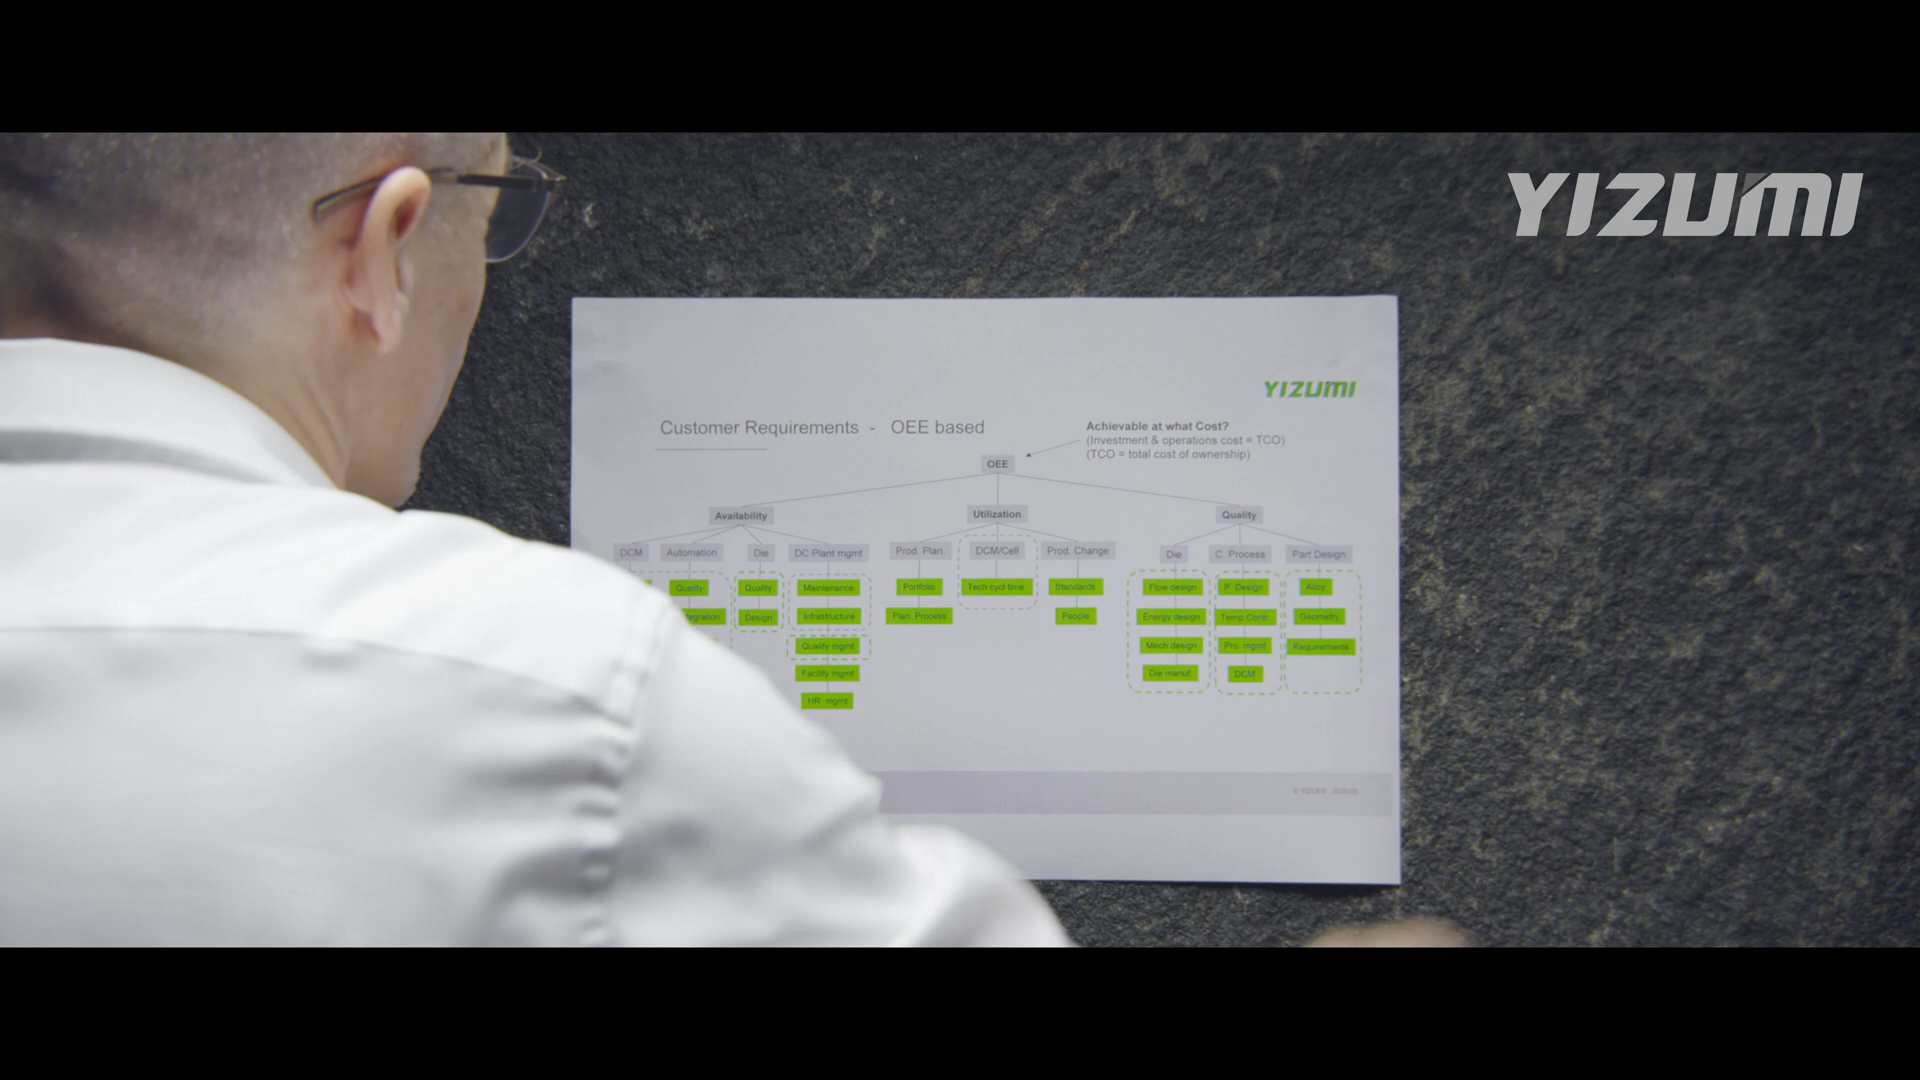 YIZUMI
YIZUMI
Customer Requirements - OEE based
Achievable at what Cost?
(Investment & operations cost = TCO)
(TCO = total cost of ownership)
OEE
Availability
Utilization
Quality
DCM
Automation
Die
DC Plant mgmt
Prod. Plan.
DCM/Cell
Prod. Change
Die
C. Process
Part Design
Quality
Quality
Maintenance
Portfolio
Tech cycl time
Standards
Flow design
P. Design
Alloy
Design
Infrastructure
Plan. Process
People
Energy design
Temp Contr.
Geometry
Quality mgmt
Mech design
Pro. mgmt
Requirements
Facility mgmt
Die manuf.
DCM
HR mgmt